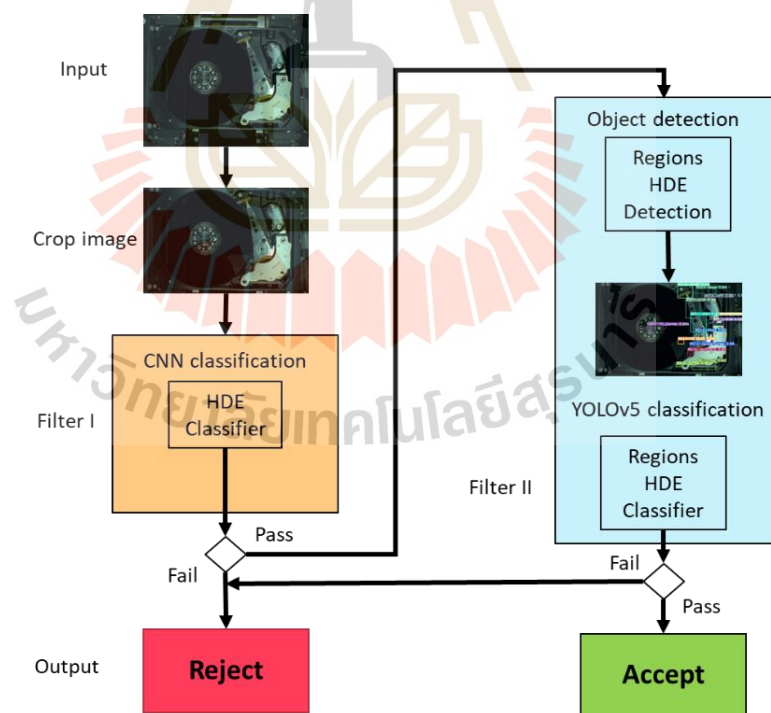 Input
Crop image
CNN classification
HDE
Classifier
Filter I
Pass
Fail
Object detection
Regions
HDE
Detection
YOLOv5 classification
Regions
HDE
Classifier
Filter II
Fail
Pass
Output
Reject
Accept
มหาวิทยาลัยเทคโนโลยีสุรนารี